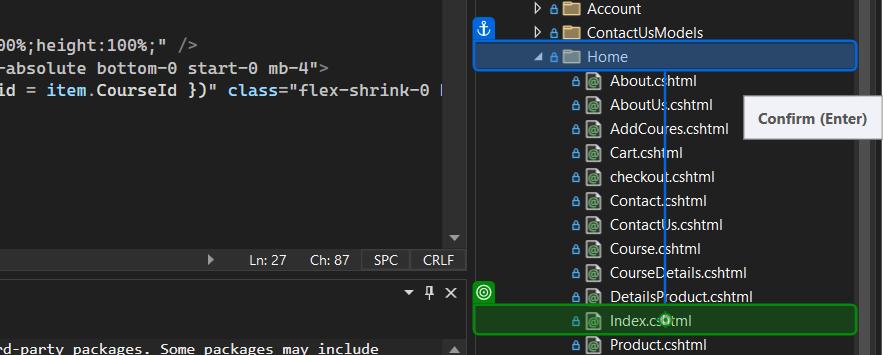 00%;height:100%;" />
-absolute bottom-0 start-0 mb-4">
id = item.CourseId })" class="flex-shrink-0
Ln: 27 Ch: 87 SPC CRLF
rd-party packages. Some packages may include
Account
ContactUsModels
Home
About.cshtml
AboutUs.cshtml
AddCoures.cshtml
Cart.cshtml
checkout.cshtml
Contact.cshtml
ContactUs.cshtml
Course.cshtml
CourseDetails.cshtml
DetailsProduct.cshtml
Index.cshtml
Product.cshtml
Confirm (Enter)